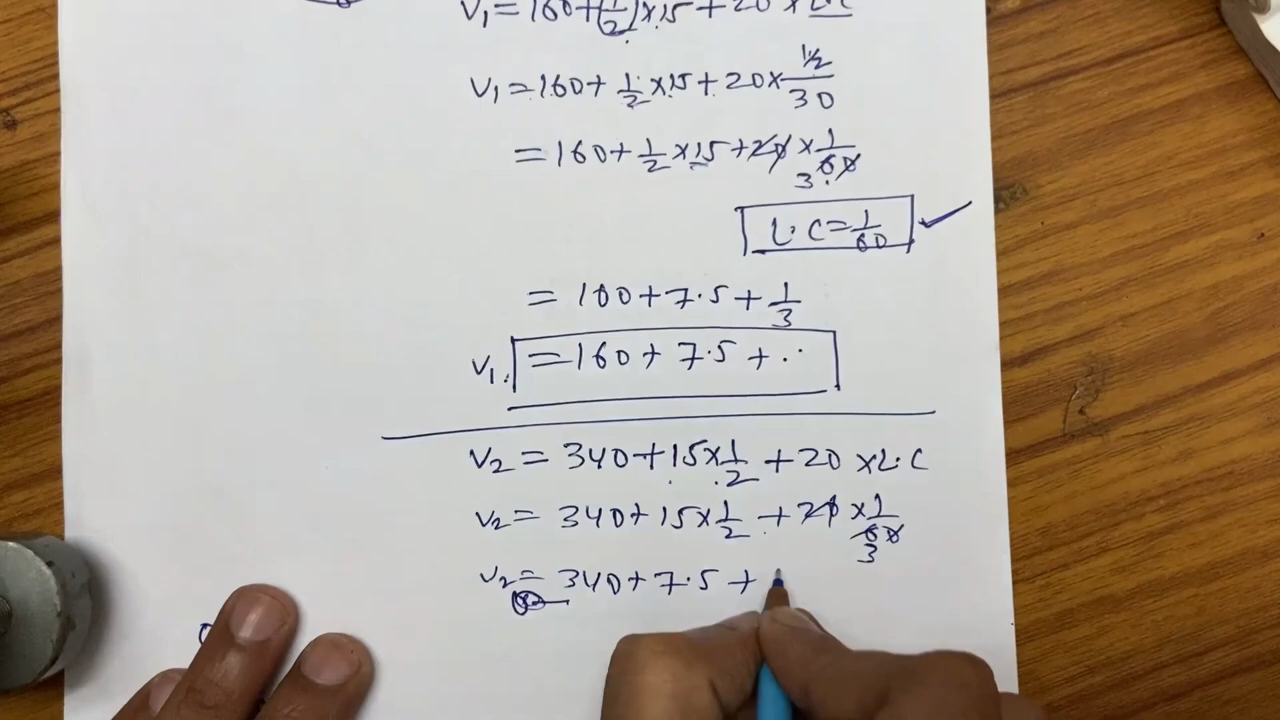 V₁ = 160 + (1/2) × 15 + 20 × L.C
V₁ = 160 + 1/2 × 15 + 20 × 1/2/30
= 160 + 1/2 × 15 + 20 × 1/60 3
L.C = 1/60 ✓
= 160 + 7.5 + 1/3
V₁. = 160 + 7.5 + ..
V₂ = 340 + 15 × 1/2 + 20 × L.C
V₂ = 340 + 15 × 1/2 + 20 × 1/60 3
V₂ = 340 + 7.5 +